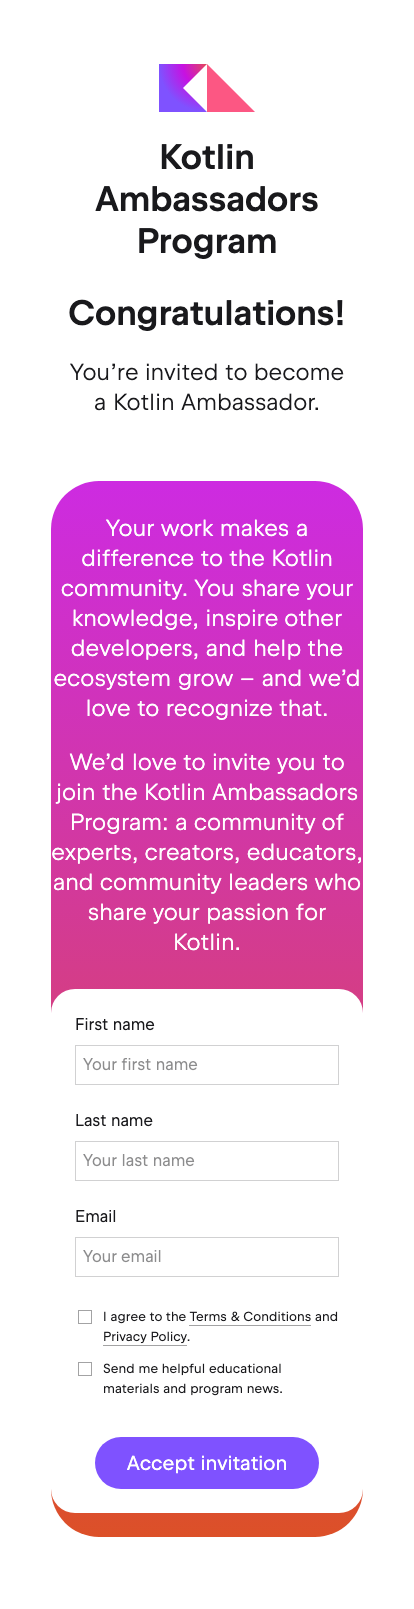 Kotlin
Ambassadors
Program
Congratulations!
You’re invited to become
a Kotlin Ambassador.
Your work makes a
difference to the Kotlin
community. You share your
knowledge, inspire other
developers, and help the
ecosystem grow – and we’d
love to recognize that.
We’d love to invite you to
join the Kotlin Ambassadors
Program: a community of
experts, creators, educators,
and community leaders who
share your passion for
Kotlin.
First name
Your first name
Last name
Your last name
Email
Your email
I agree to the Terms & Conditions and
Privacy Policy.
Send me helpful educational
materials and program news.
Accept invitation